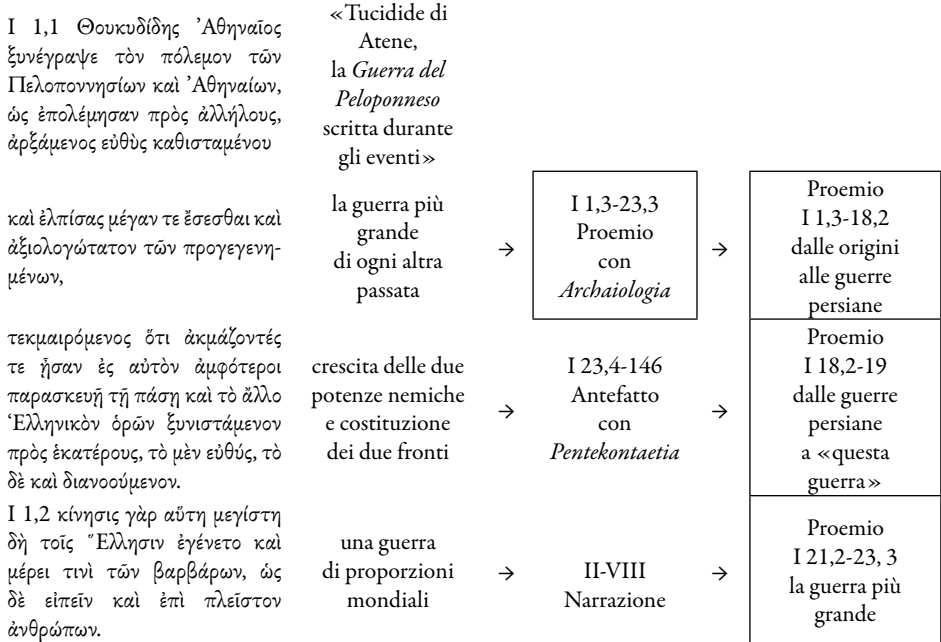 I 1,1 Θουκυδίδης Ἀθηναῖος
ξυνέγραψε τὸν πόλεμον τῶν
Πελοποννησίων καὶ Ἀθηναίων,
ὡς ἐπολέμησαν πρὸς ἀλλήλους,
ἀρξάμενος εὐθὺς καθισταμένου
«Tucidide di
Atene,
la Guerra del
Peloponneso
scritta durante
gli eventi»
καὶ ἐλπίσας μέγαν τε ἔσεσθαι καὶ
ἀξιολογώτατον τῶν προγεγενη-
μένων,
la guerra più
grande
di ogni altra
passata
→
I 1,3-23,3
Proemio
con
Archaiologia
→
Proemio
I 1,3-18,2
dalle origini
alle guerre
persiane
τεκμαιρόμενος ὅτι ἀκμάζοντές
τε ᾖσαν ἐς αὐτὸν ἀμφότεροι
παρασκευῇ τῇ πάσῃ καὶ τὸ ἄλλο
Ἑλληνικὸν ὁρῶν ξυνιστάμενον
πρὸς ἑκατέρους, τὸ μὲν εὐθύς, τὸ
δὲ καὶ διανοούμενον.
crescita delle due
potenze nemiche
e costituzione
dei due fronti
→
I 23,4-146
Antefatto
con
Pentekontaetia
→
Proemio
I 18,2-19
dalle guerre
persiane
a «questa
guerra»
I 1,2 κίνησις γὰρ αὕτη μεγίστη
δὴ τοῖς Ἕλλησιν ἐγένετο καὶ
μέρει τινὶ τῶν βαρβάρων, ὡς
δὲ εἰπεῖν καὶ ἐπὶ πλεῖστον
ἀνθρώπων.
una guerra
di proporzioni
mondiali
→
II-VIII
Narrazione
→
Proemio
I 21,2-23, 3
la guerra più
grande